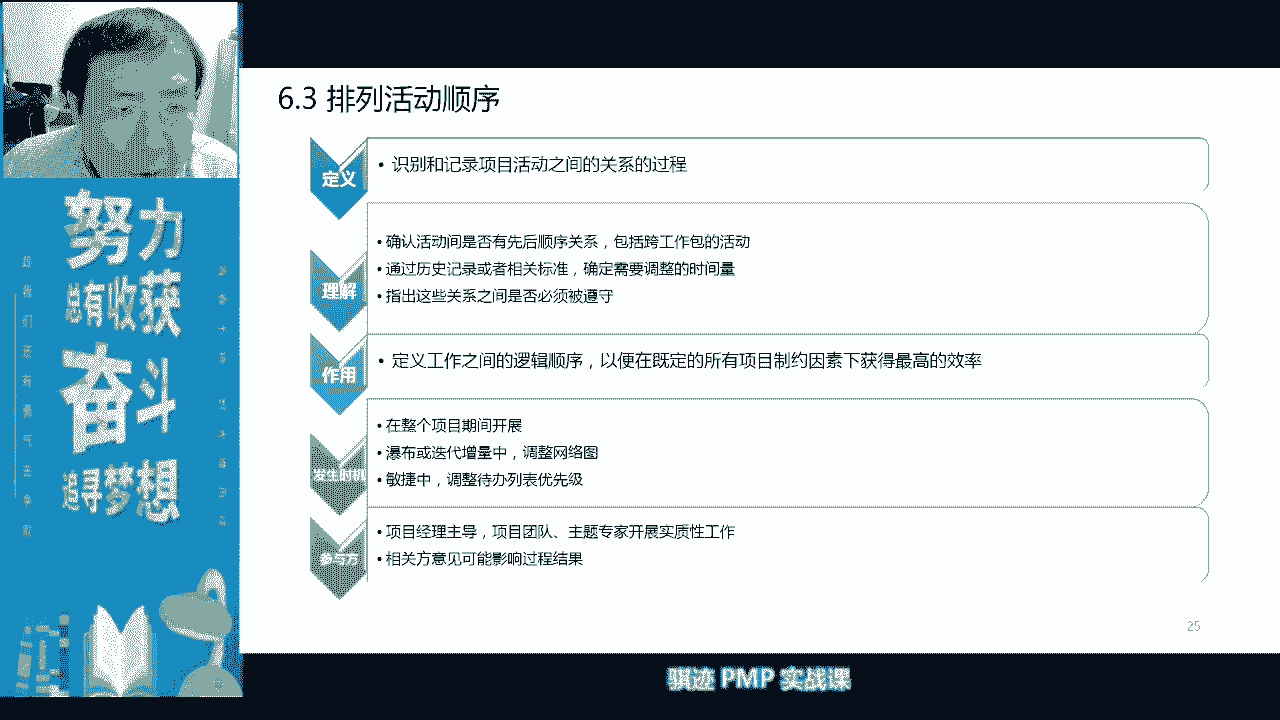 6.3 排列活动顺序
定义
• 识别和记录项目活动之间的关系的过程
理解
• 确认活动间是否有先后顺序关系，包括跨工作包的活动
• 通过历史记录或者相关标准，确定需要调整的时间量
• 指出这些关系之间是否必须被遵守
作用
• 定义工作之间的逻辑顺序，以便在既定的所有项目制约因素下获得最高的效率
发生时机
• 在整个项目期间开展
• 瀑布或迭代增量中，调整网络图
• 敏捷中，调整待办列表优先级
参与方
• 项目经理主导，项目团队、主题专家开展实质性工作
• 相关方意见可能影响过程结果
25
努力
总有收获
奋斗
追寻梦想
骐迹 PMP 实战课